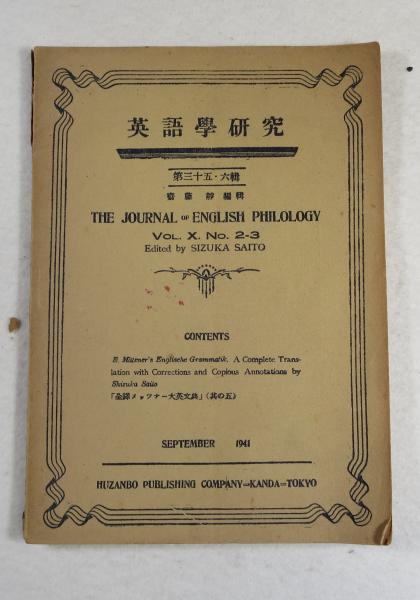 英語學硏究
第三十五・六輯
齋藤靜編輯
THE JOURNAL OF ENGLISH PHILOLOGY
VOL. X. No. 2-3
Edited by SIZUKA SAITO
CONTENTS
E. Mätzner's Englische Grammatik. A Complete Trans-
lation with Corrections and Copious Annotations by
Shizuka Saito
「全譯メッツナー大英文典」(其の五)
SEPTEMBER 1941
HUZANBO PUBLISHING COMPANY=KANDA=TOKYO